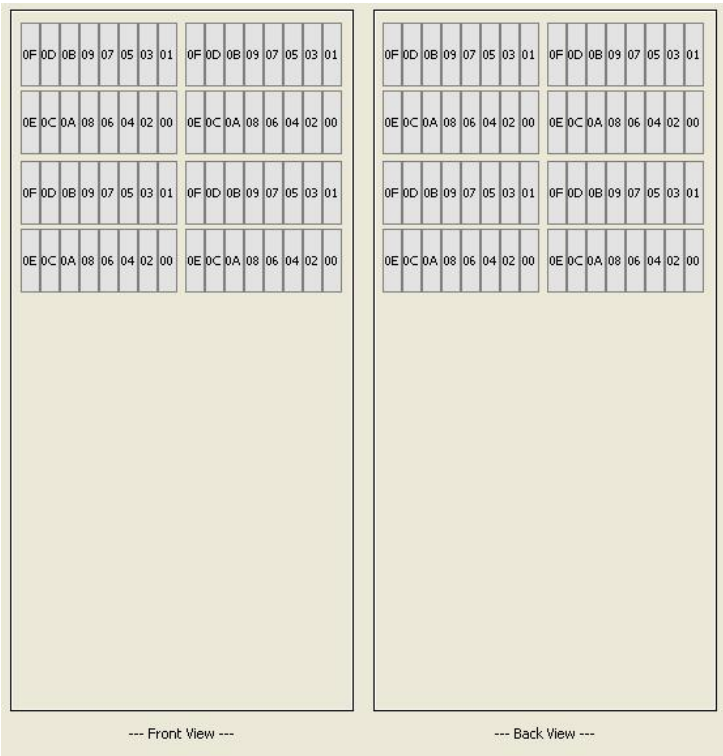 0F 0D 0B 09 07 05 03 01 0F 0D 0B 09 07 05 03 01 0F 0D 0B 09 07 05 03 01 0F 0D 0B 09 07 05 03 01
0E 0C 0A 08 06 04 02 00 0E 0C 0A 08 06 04 02 00 0E 0C 0A 08 06 04 02 00 0E 0C 0A 08 06 04 02 00
0F 0D 0B 09 07 05 03 01 0F 0D 0B 09 07 05 03 01 0F 0D 0B 09 07 05 03 01 0F 0D 0B 09 07 05 03 01
0E 0C 0A 08 06 04 02 00 0E 0C 0A 08 06 04 02 00 0E 0C 0A 08 06 04 02 00 0E 0C 0A 08 06 04 02 00
--- Front View --- --- Back View ---